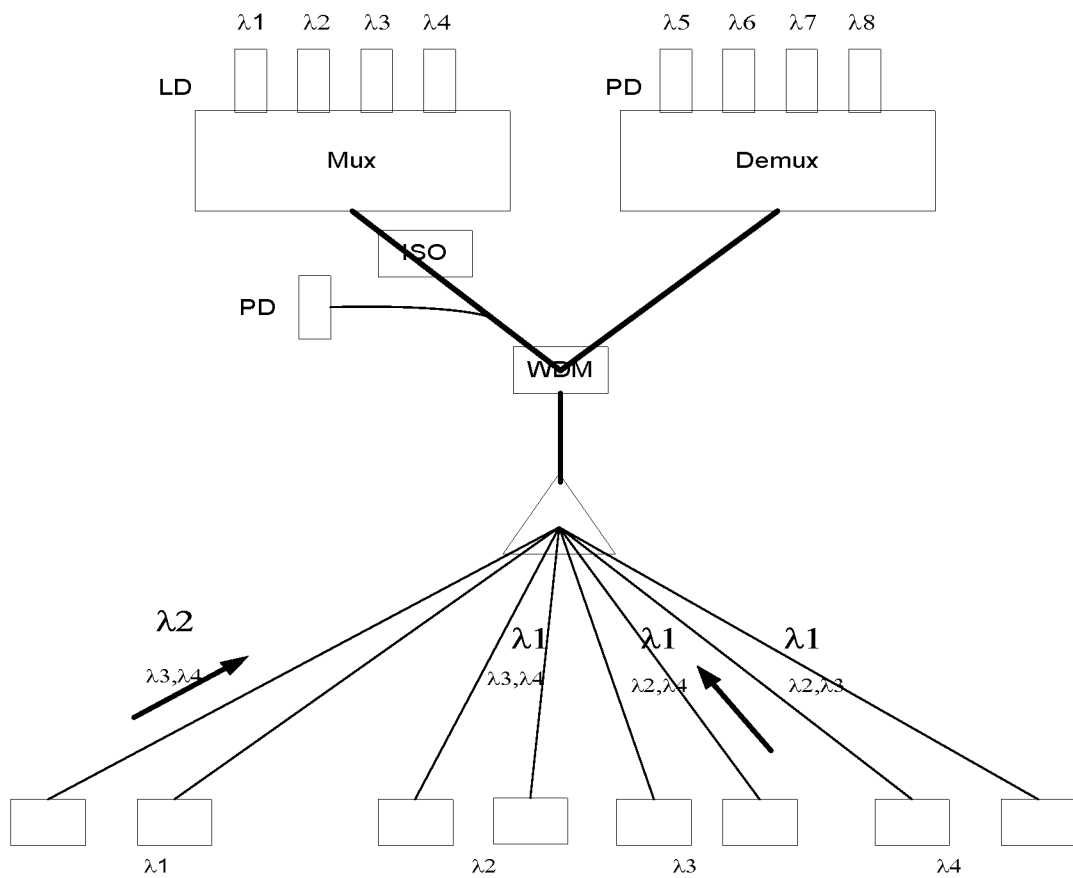 λ1 λ2 λ3 λ4 λ5 λ6 λ7 λ8
LD PD
Mux Demux
ISO
PD
WDM
λ2 λ1 λ1 λ1
λ3,λ4 λ3,λ4 λ2,λ4 λ2,λ3
λ1 λ2 λ3 λ4